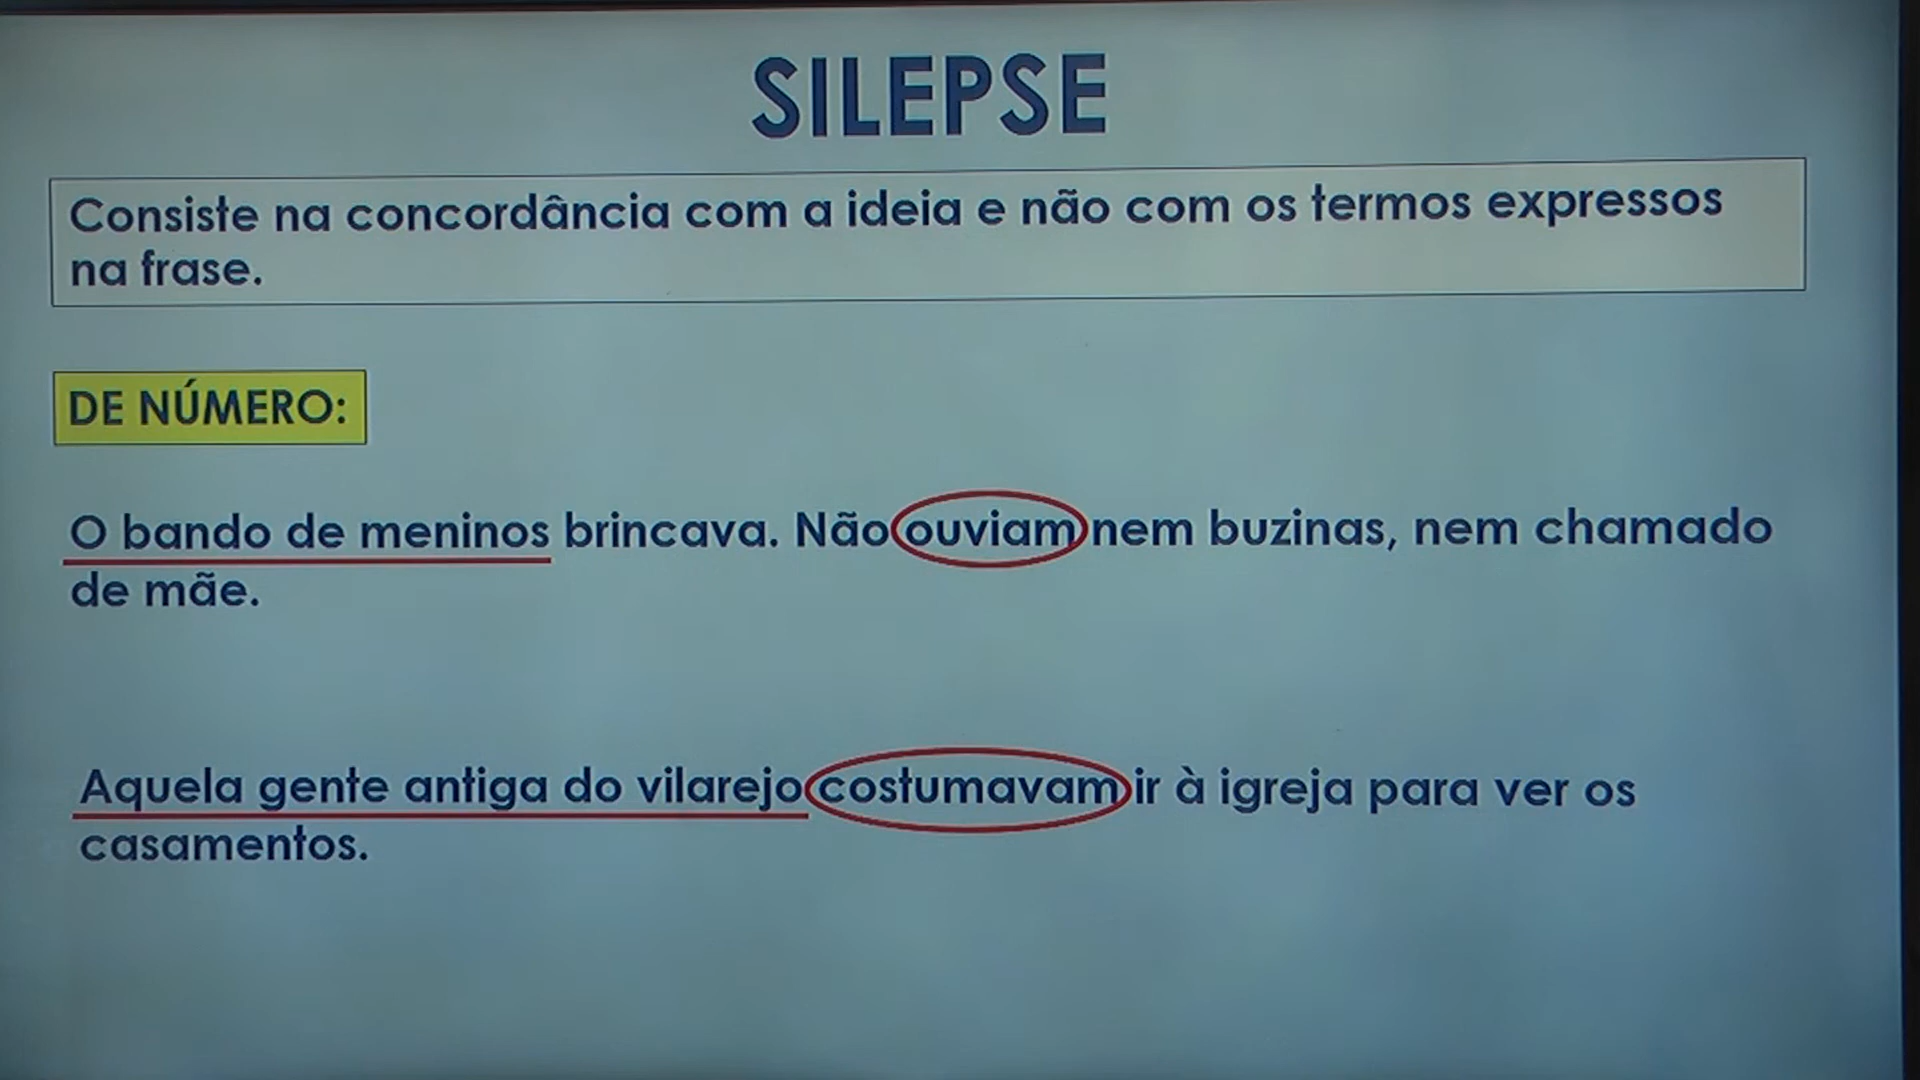 SILEPSE
Consiste na concordância com a ideia e não com os termos expressos
na frase.
DE NÚMERO:
O bando de meninos brincava. Não ouviam nem buzinas, nem chamado
de mãe.
Aquela gente antiga do vilarejo costumavam ir à igreja para ver os
casamentos.